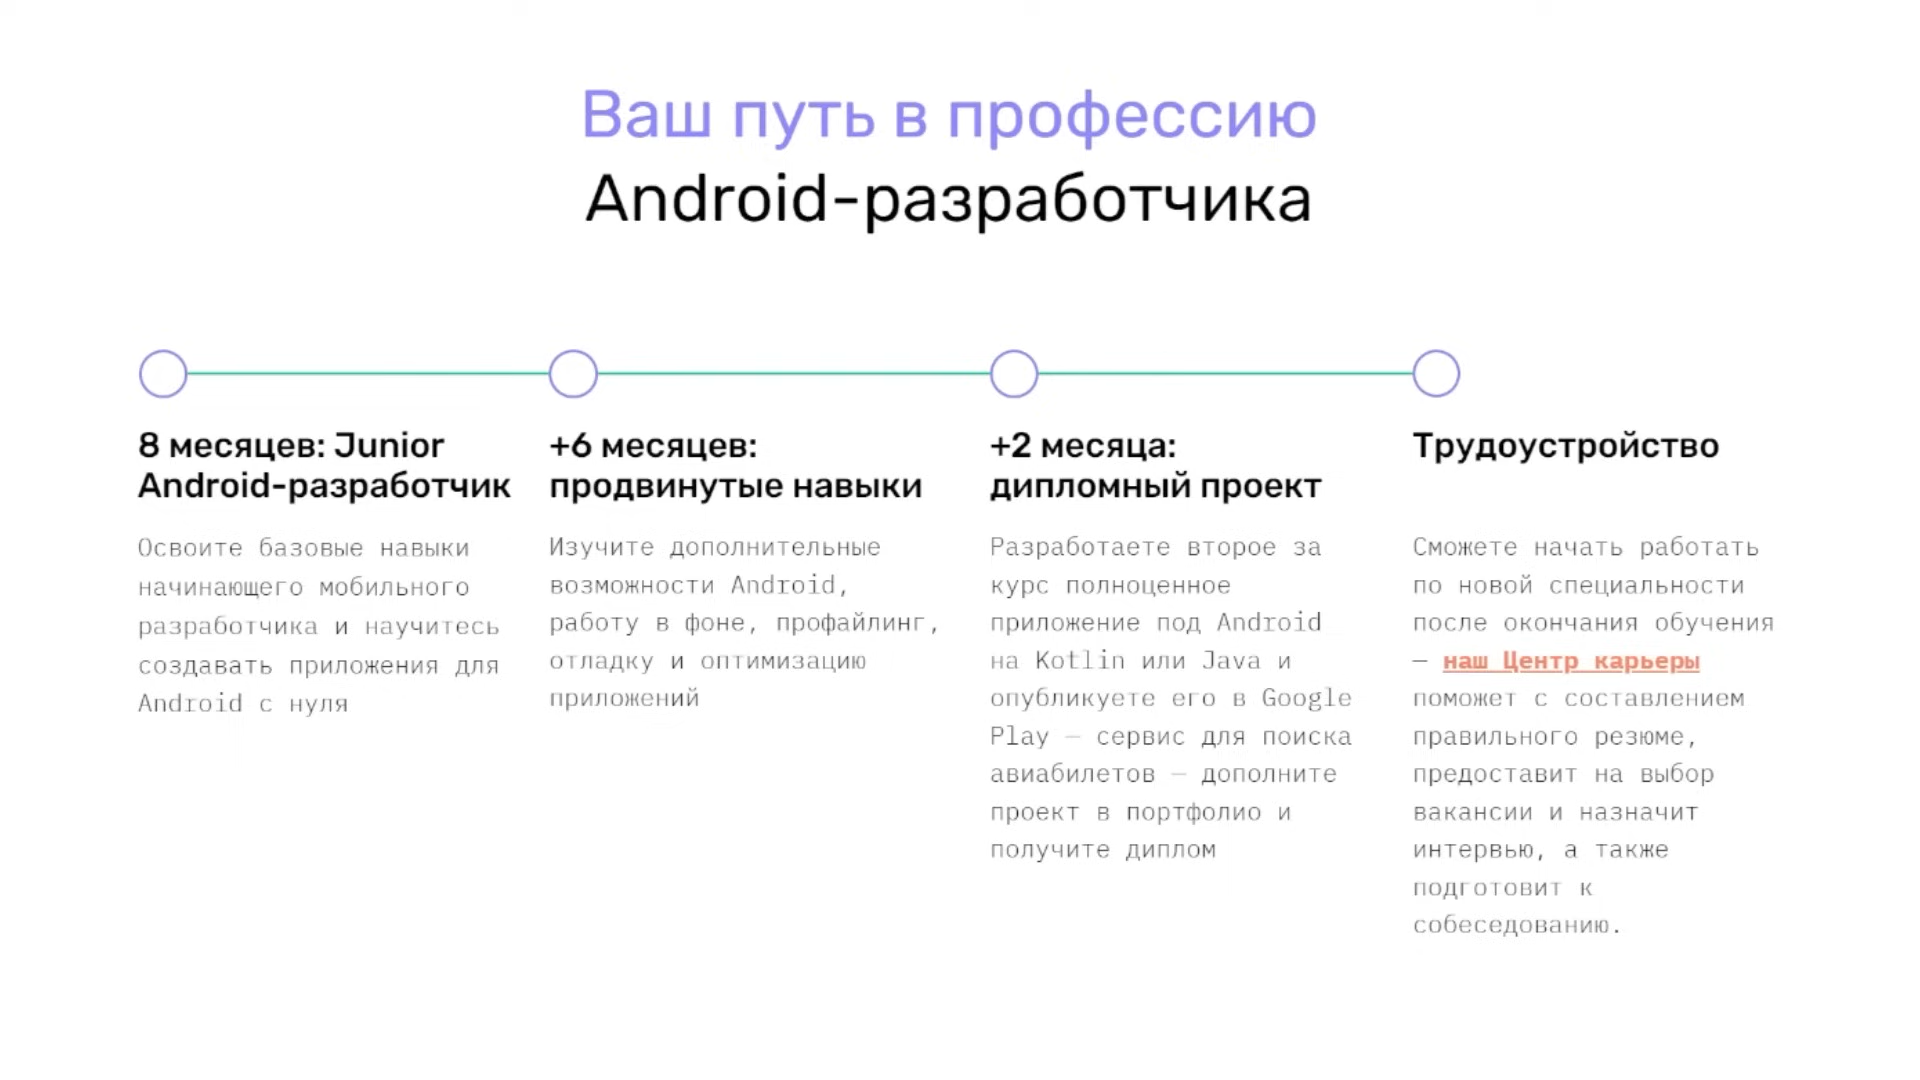 Ваш путь в профессию
Android-разработчика
8 месяцев: Junior
Android-разработчик
Освоите базовые навыки
начинающего мобильного
разработчика и научитесь
создавать приложения для
Android с нуля
+6 месяцев:
продвинутые навыки
Изучите дополнительные
возможности Android,
работу в фоне, профайлинг,
отладку и оптимизацию
приложений
+2 месяца:
дипломный проект
Разработаете второе за
курс полноценное
приложение под Android
на Kotlin или Java и
опубликуете его в Google
Play — сервис для поиска
авиабилетов — дополните
проект в портфолио и
получите диплом
Трудоустройство
Сможете начать работать
по новой специальности
после окончания обучения
— наш Центр карьеры
поможет с составлением
правильного резюме,
предоставит на выбор
вакансии и назначит
интервью, а также
подготовит к
собеседованию.